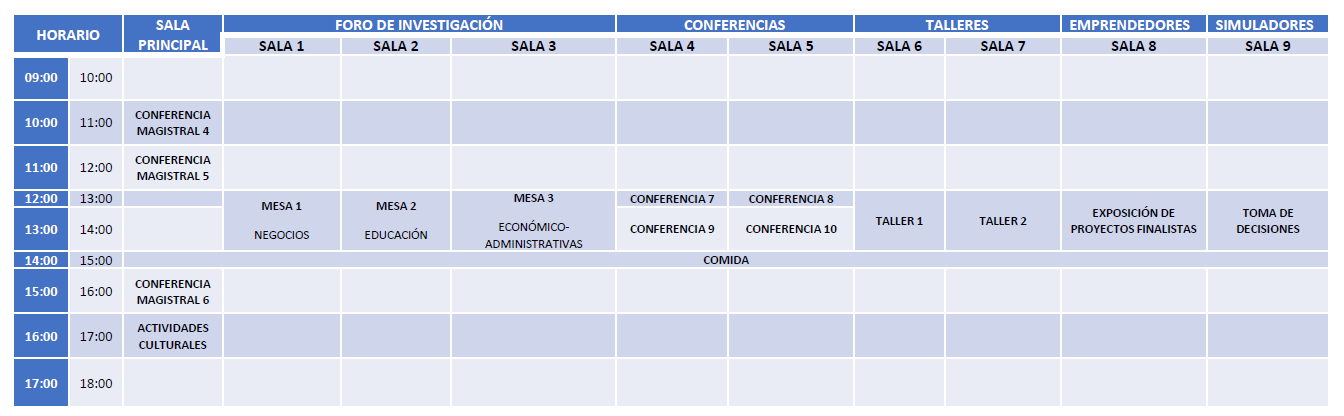 HORARIO
SALA
PRINCIPAL
FORO DE INVESTIGACIÓN
CONFERENCIAS
TALLERES
EMPRENDEDORES
SIMULADORES
SALA 1
SALA 2
SALA 3
SALA 4
SALA 5
SALA 6
SALA 7
SALA 8
SALA 9
09:00 10:00
10:00 11:00
CONFERENCIA
MAGISTRAL 4
11:00 12:00
CONFERENCIA
MAGISTRAL 5
12:00 13:00
13:00 14:00
MESA 1
NEGOCIOS
MESA 2
EDUCACIÓN
MESA 3
ECONÓMICO-
ADMINISTRATIVAS
CONFERENCIA 7
CONFERENCIA 8
CONFERENCIA 9
CONFERENCIA 10
TALLER 1
TALLER 2
EXPOSICIÓN DE
PROYECTOS FINALISTAS
TOMA DE
DECISIONES
14:00 15:00
COMIDA
15:00 16:00
CONFERENCIA
MAGISTRAL 6
16:00 17:00
ACTIVIDADES
CULTURALES
17:00 18:00